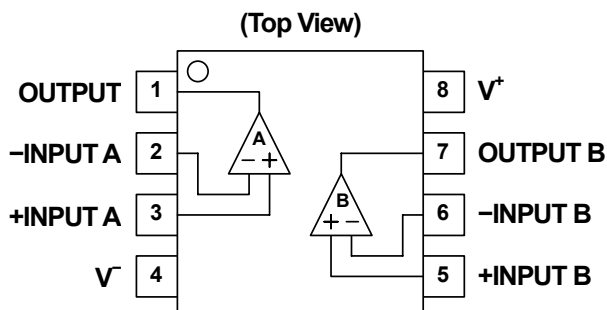 (Top View)
OUTPUT 1 8 V⁺
−INPUT A 2 A − + 7 OUTPUT B
+INPUT A 3 B + − 6 −INPUT B
V⁻ 4 5 +INPUT B